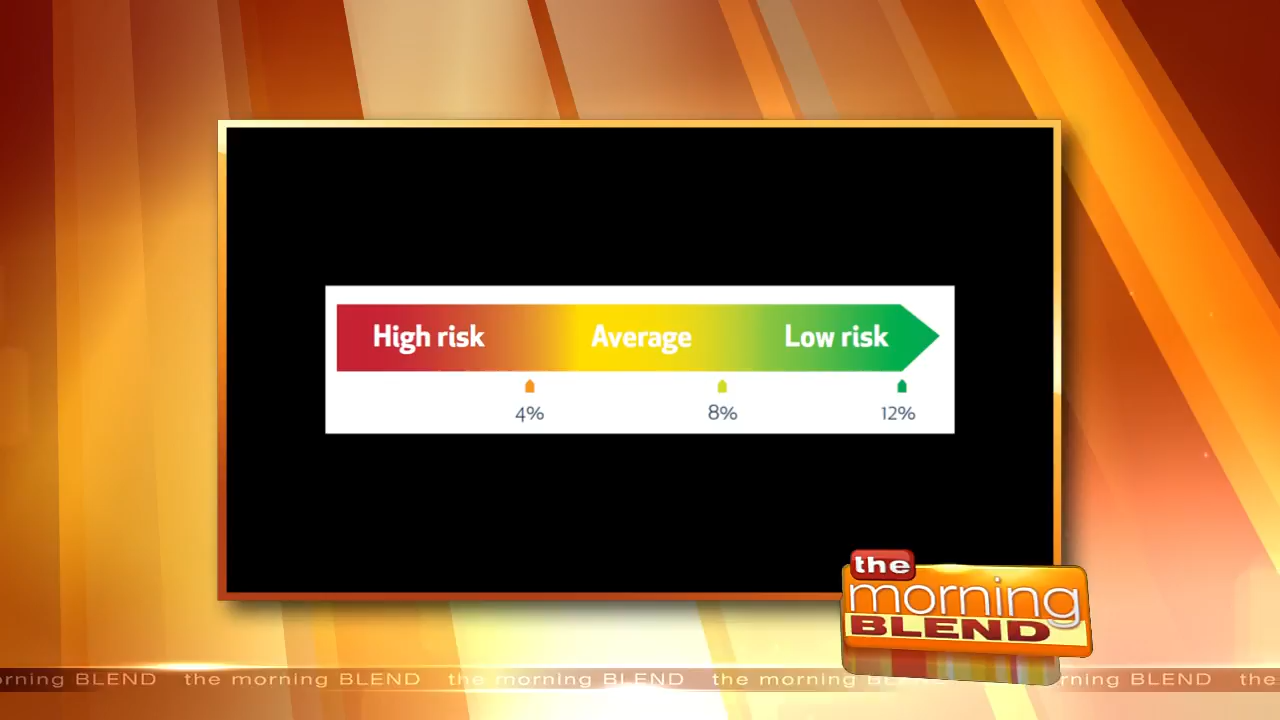 High risk Average Low risk
4% 8% 12%
the
morning
BLEND
rning BLEND the morning BLEND the morning BLEND the morning BLEND rning BLEND the